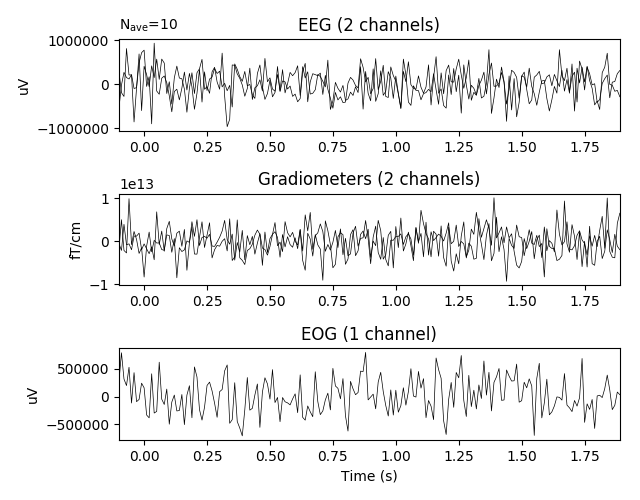 N_ave=10
EEG (2 channels)
1000000
0
−1000000
uV
0.00 0.25 0.50 0.75 1.00 1.25 1.50 1.75
1e13
Gradiometers (2 channels)
1
0
−1
fT/cm
0.00 0.25 0.50 0.75 1.00 1.25 1.50 1.75
EOG (1 channel)
500000
0
−500000
uV
0.00 0.25 0.50 0.75 1.00 1.25 1.50 1.75
Time (s)